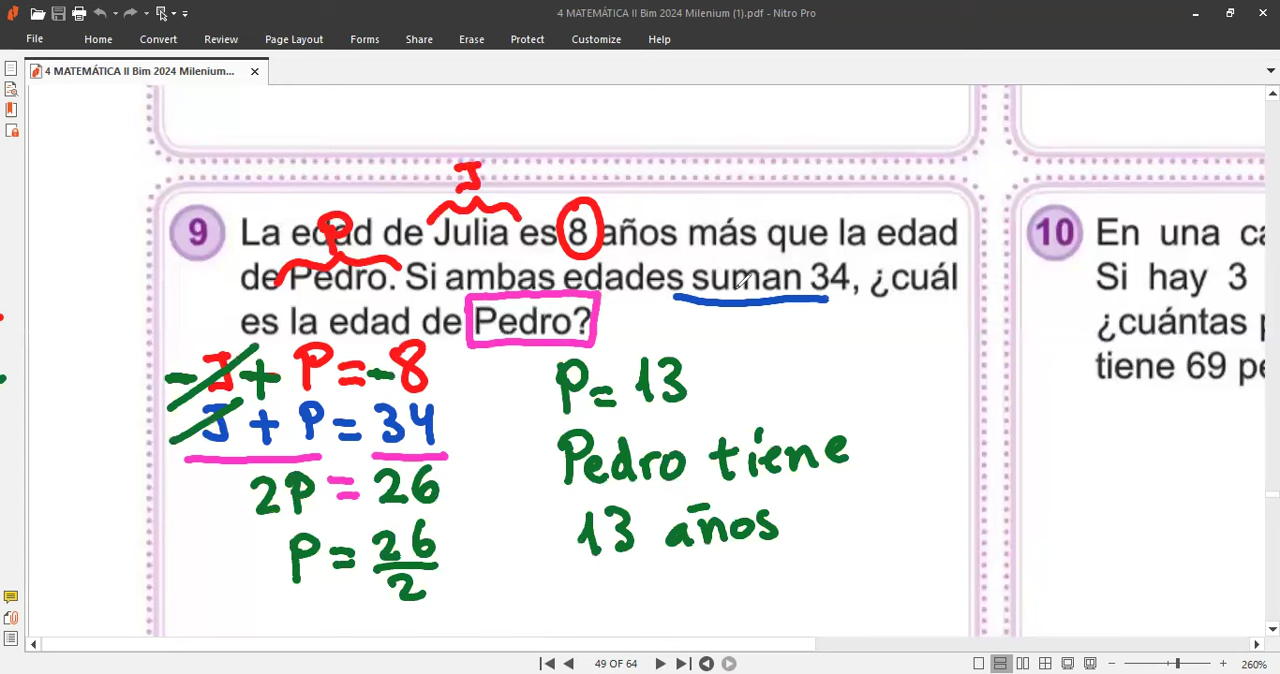 4 MATEMÁTICA II Bim 2024 Milenium (1).pdf - Nitro Pro
File Home Convert Review Page Layout Forms Share Erase Protect Customize Help
4 MATEMÁTICA II Bim 2024 Milenium...
J
9 La edad de Julia es 8 años más que la edad
P
de Pedro. Si ambas edades suman 34, ¿cuál
es la edad de Pedro?
10 En una ca
Si hay 3
¿cuántas p
tiene 69 pe
- J + P = -8
J + P = 34
2P = 26
P = 26/2
P = 13
Pedro tiene
13 años
49 OF 64
260%